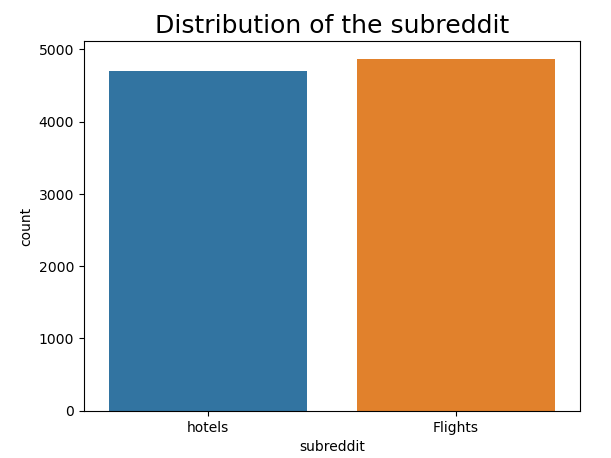 Distribution of the subreddit
5000
4000
3000
2000
1000
0
count
hotels
Flights
subreddit